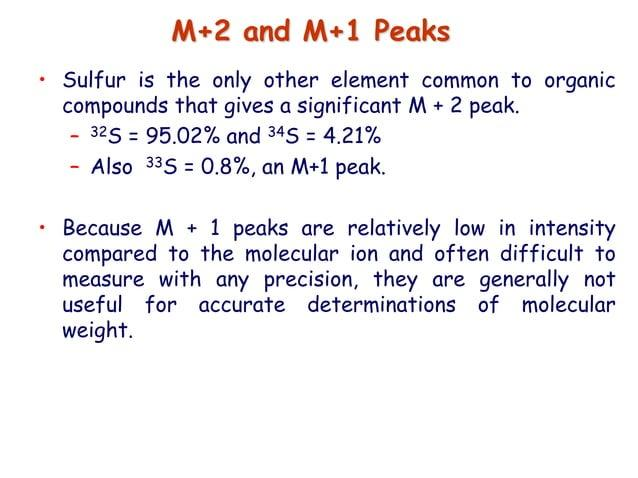 M+2 and M+1 Peaks
• Sulfur is the only other element common to organic
compounds that gives a significant M + 2 peak.
– ³²S = 95.02% and ³⁴S = 4.21%
– Also ³³S = 0.8%, an M+1 peak.
• Because M + 1 peaks are relatively low in intensity
compared to the molecular ion and often difficult to
measure with any precision, they are generally not
useful for accurate determinations of molecular
weight.